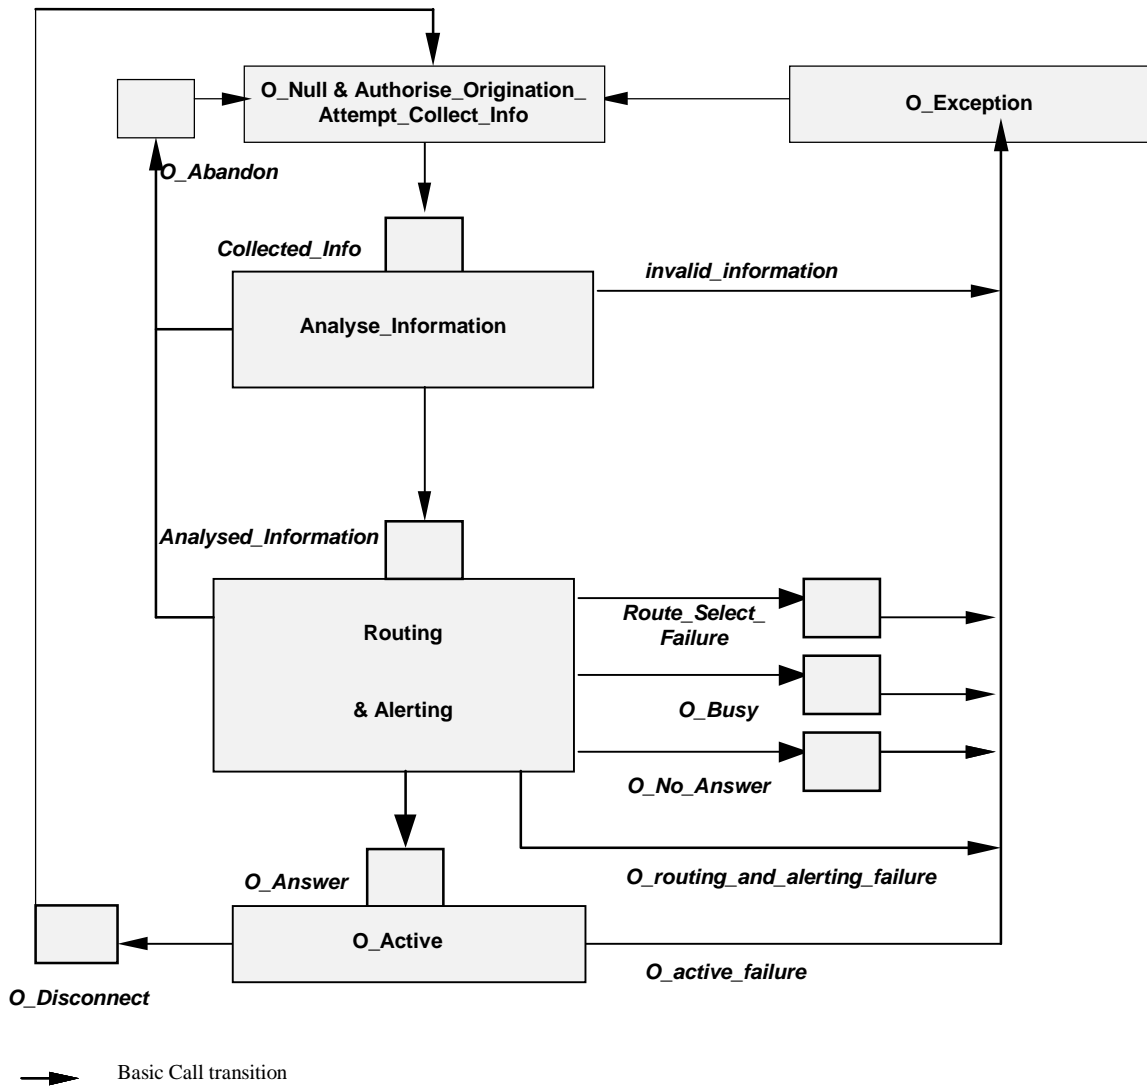 O_Null & Authorise_Origination_
Attempt_Collect_Info
O_Exception
O_Abandon
Collected_Info
invalid_information
Analyse_Information
Analysed_Information
Route_Select_
Failure
Routing
& Alerting
O_Busy
O_No_Answer
O_Answer
O_routing_and_alerting_failure
O_Active
O_active_failure
O_Disconnect
Basic Call transition